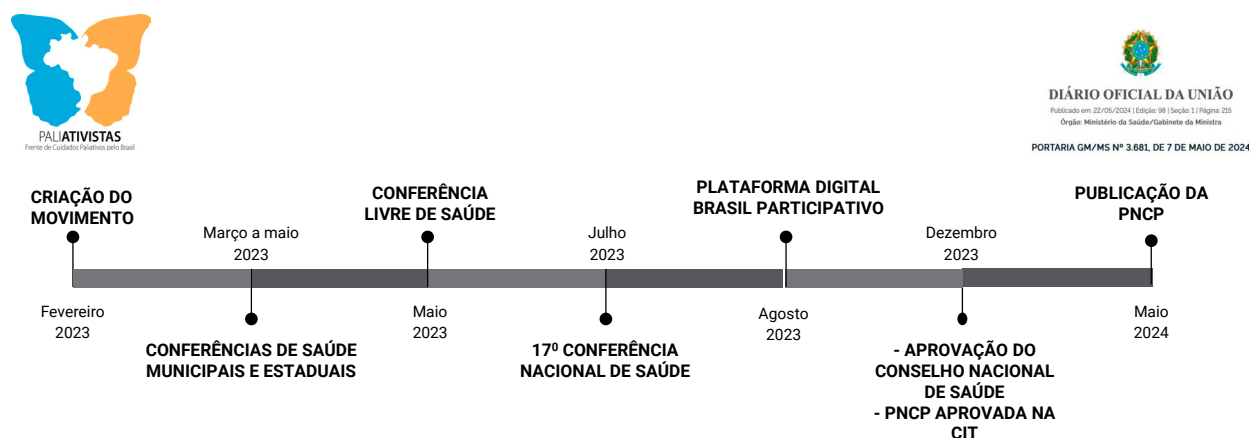 PALIATIVISTAS
Frente de Cuidados Paliativos pelo Brasil
DIÁRIO OFICIAL DA UNIÃO
Publicado em: 22/05/2024 | Edição: 98 | Seção: 1 | Página: 215
Órgão: Ministério da Saúde/Gabinete da Ministra
PORTARIA GM/MS Nº 3.681, DE 7 DE MAIO DE 2024
CRIAÇÃO DO
MOVIMENTO
Fevereiro
2023
Março a maio
2023
CONFERÊNCIAS DE SAÚDE
MUNICIPAIS E ESTADUAIS
CONFERÊNCIA
LIVRE DE SAÚDE
Maio
2023
Julho
2023
17º CONFERÊNCIA
NACIONAL DE SAÚDE
PLATAFORMA DIGITAL
BRASIL PARTICIPATIVO
Agosto
2023
Dezembro
2023
- APROVAÇÃO DO
CONSELHO NACIONAL
DE SAÚDE
- PNCP APROVADA NA
CIT
PUBLICAÇÃO DA
PNCP
Maio
2024